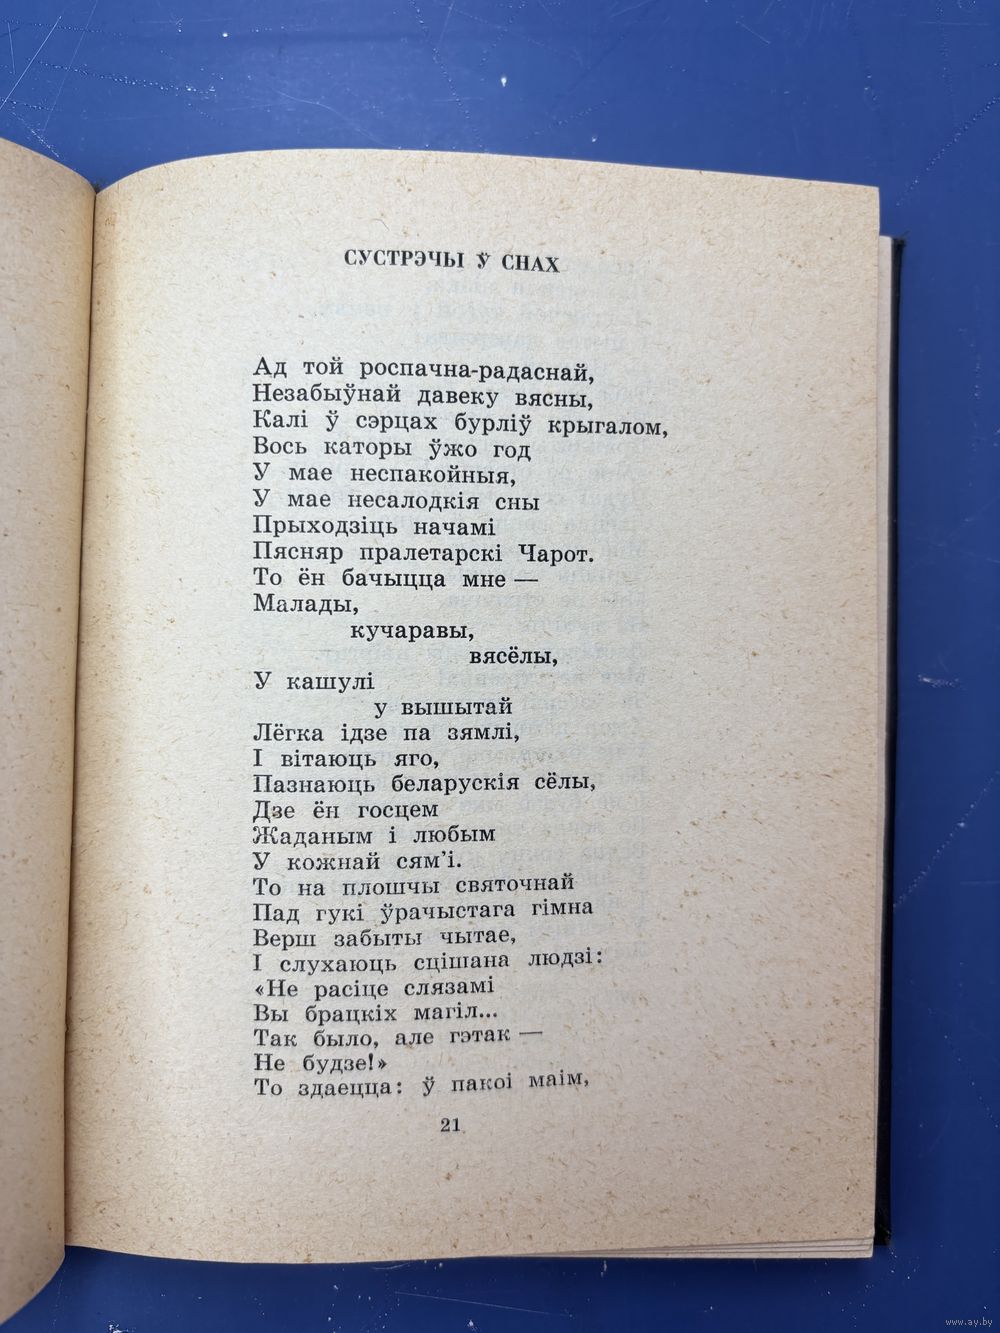 СУСТРЭЧЫ Ў СНАХ
Ад той роспачна-радаснай,
Незабыўнай давеку вясны,
Калі ў сэрцах бурліў крыгалом,
Вось каторы ўжо год
У мае неспакойныя,
У мае несалодкія сны
Прыходзіць начамі
Пясняр пралетарскі Чарот.
То ён бачыцца мне —
Малады,
кучаравы,
вясёлы,
У кашулі
у вышытай
Лёгка ідзе па зямлі,
І вітаюць яго,
Пазнаюць беларускія сёлы,
Дзе ён госцем
Жаданым і любым
У кожнай сям'і.
То на плошчы святочнай
Пад гукі ўрачыстага гімна
Верш забыты чытае,
І слухаюць сцішана людзі:
«Не расіце слязамі
Вы брацкіх магіл...
Так было, але гэтак —
Не будзе!»
То здаецца: ў пакоі маім,
21
www.ay.by